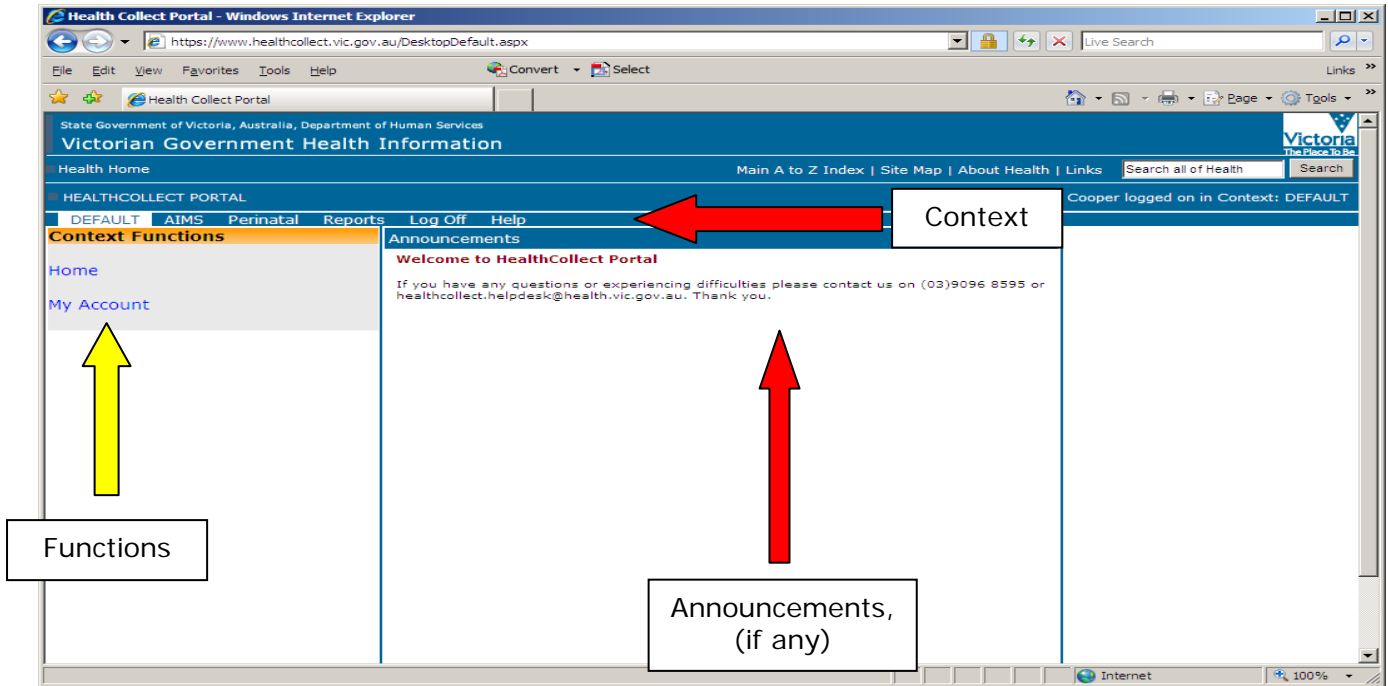 Health Collect Portal - Windows Internet Explorer
https://www.healthcollect.vic.gov.au/DesktopDefault.aspx
Live Search
File Edit View Favorites Tools Help
Convert Select
Links »
Health Collect Portal
Page Tools »
State Government of Victoria, Australia, Department of Human Services
Victorian Government Health Information
Victoria
The Place To Be
Health Home
Main A to Z Index | Site Map | About Health | Links
Search all of Health
Search
HEALTHCOLLECT PORTAL
Cooper logged on in Context: DEFAULT
DEFAULT AIMS Perinatal Reports Log Off Help
Context
Context Functions
Announcements
Home
My Account
Welcome to HealthCollect Portal
If you have any questions or experiencing difficulties please contact us on (03)9096 8595 or
healthcollect.helpdesk@health.vic.gov.au. Thank you.
Functions
Announcements,
(if any)
Internet
100%